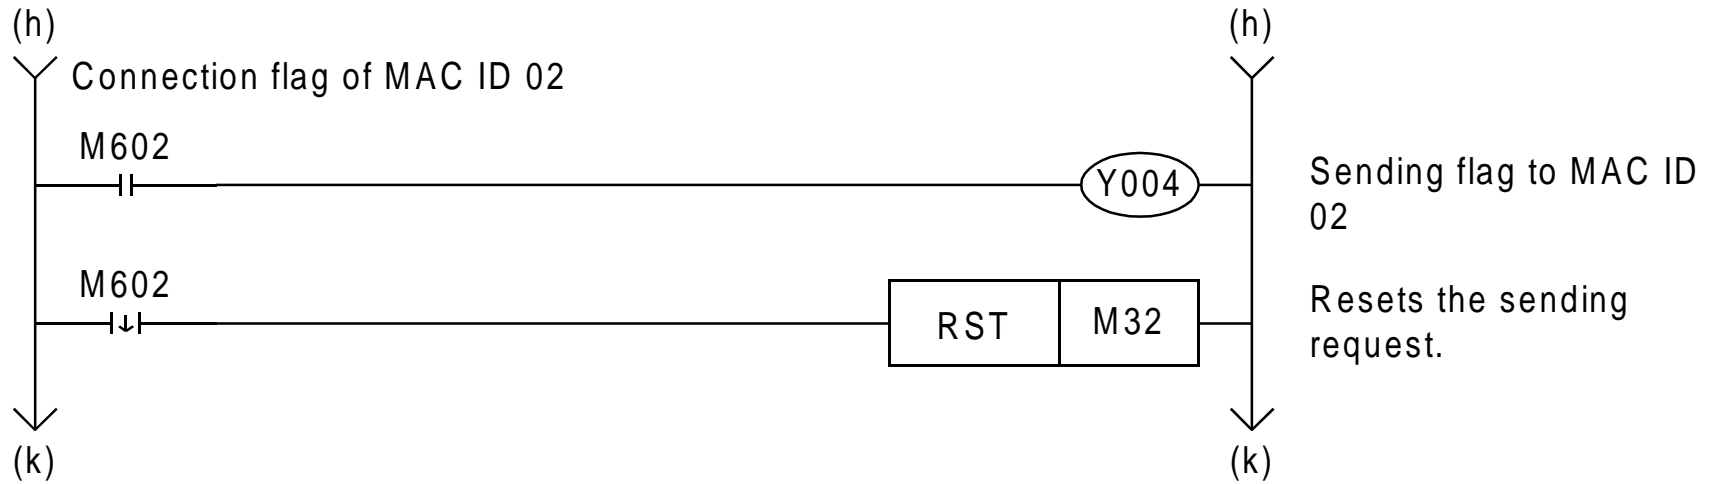 (h) (h)
Connection flag of MAC ID 02
M602
Y004
Sending flag to MAC ID
02
M602
RST M32
Resets the sending
request.
(k) (k)